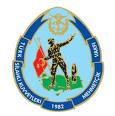 TÜRK SİLAHLI KUVVETLERİ
MEHMETÇİK VAKFI
1982